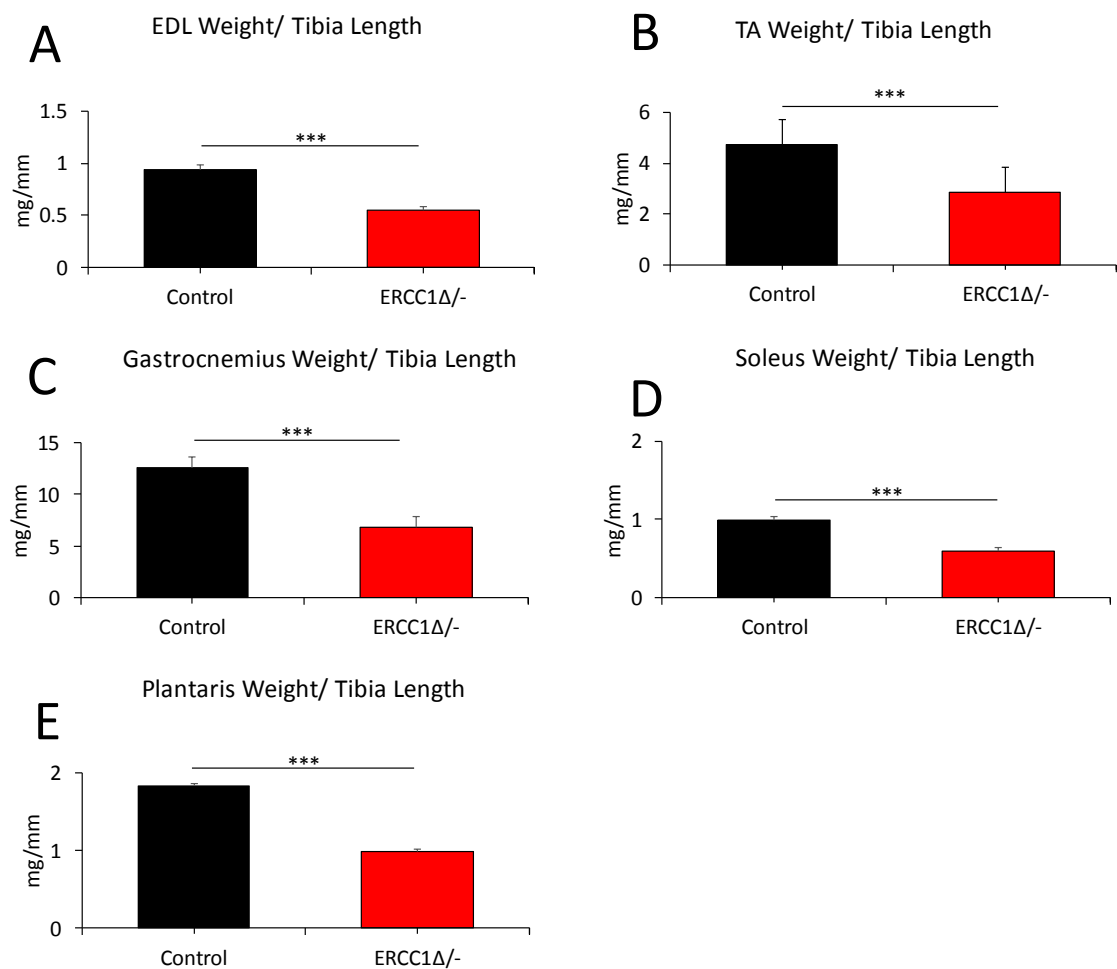 A
EDL Weight/ Tibia Length
1.5
1
0.5
0
mg/mm
***
Control
ERCC1Δ/-
B
TA Weight/ Tibia Length
6
4
2
0
mg/mm
***
Control
ERCC1Δ/-
C
Gastrocnemius Weight/ Tibia Length
15
10
5
0
mg/mm
***
Control
ERCC1Δ/-
D
Soleus Weight/ Tibia Length
2
1
0
mg/mm
***
Control
ERCC1Δ/-
E
Plantaris Weight/ Tibia Length
2
1
0
mg/mm
***
Control
ERCC1Δ/-